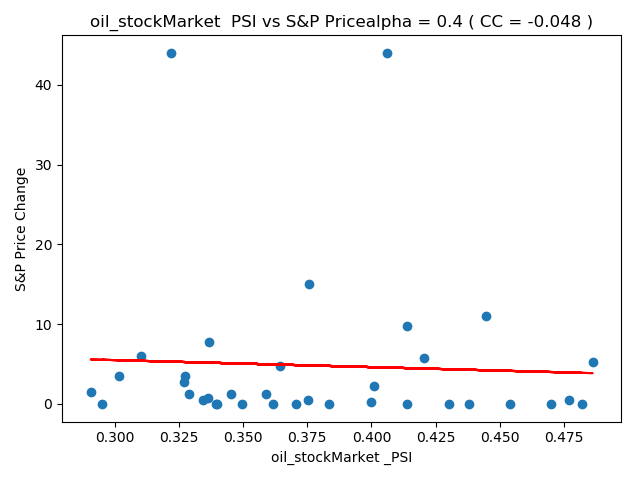 oil_stockMarket  PSI vs S&P Pricealpha = 0.4 ( CC = -0.048 )
40
30
20
10
0
S&P Price Change
0.300 0.325 0.350 0.375 0.400 0.425 0.450 0.475
oil_stockMarket _PSI